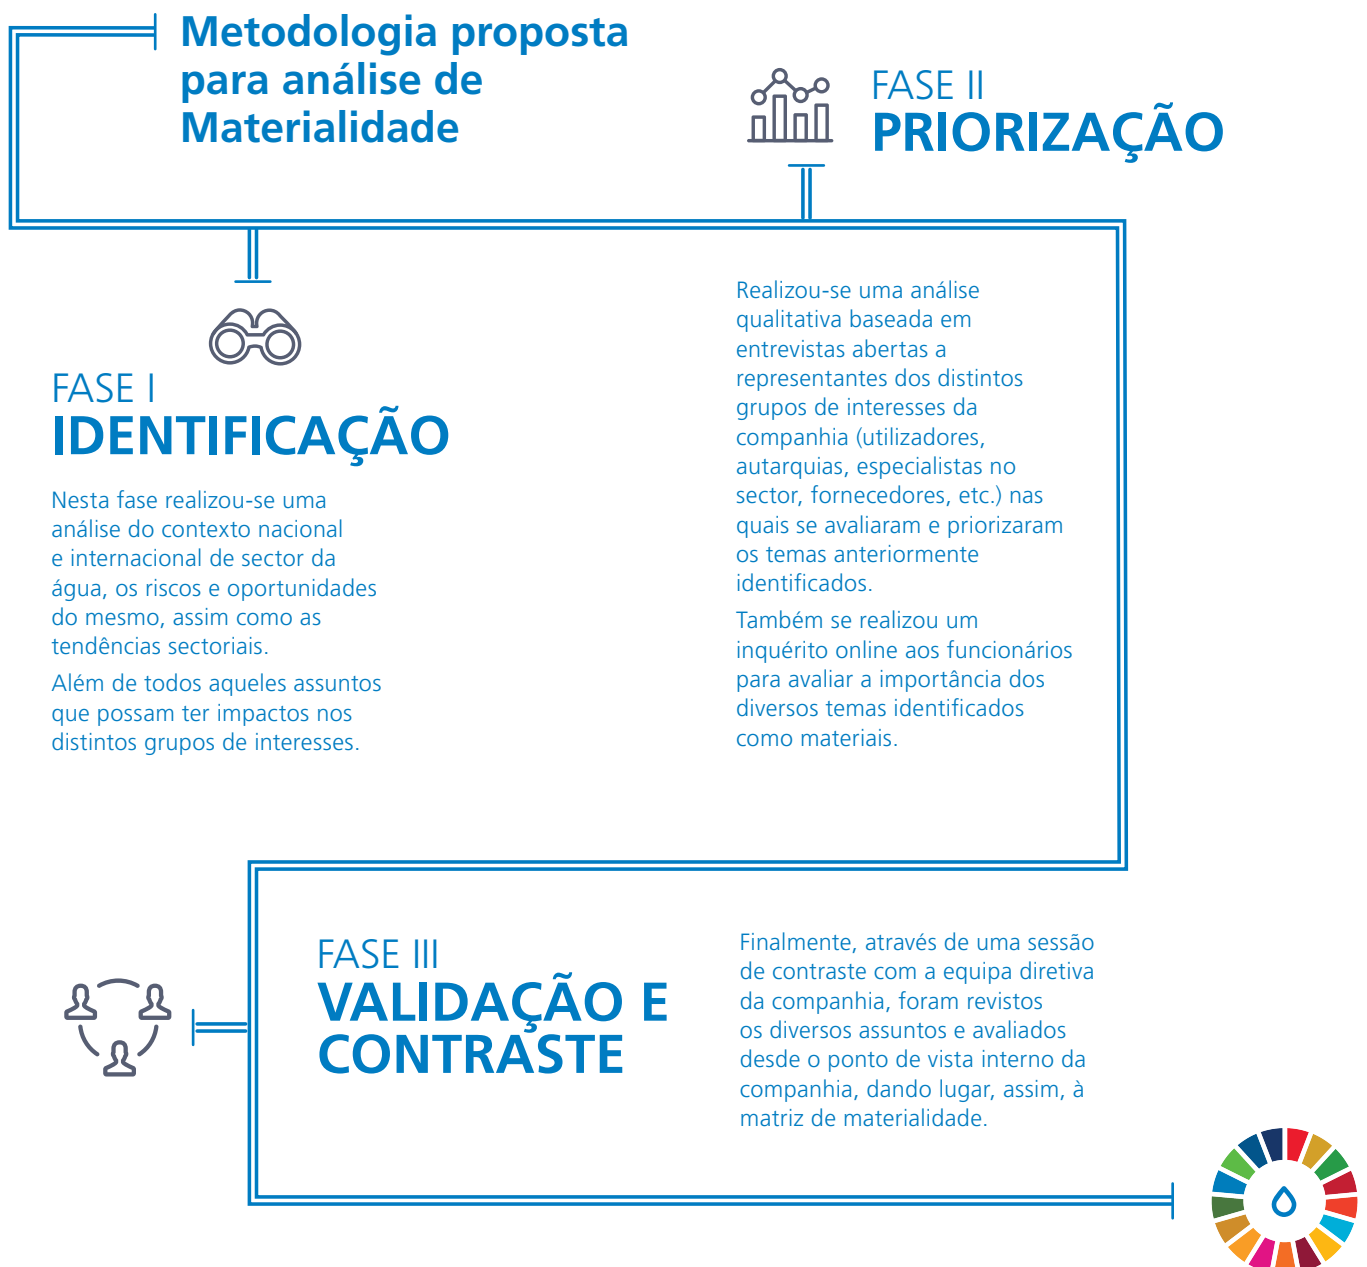 Metodologia proposta
para análise de
Materialidade
FASE I
IDENTIFICAÇÃO
Nesta fase realizou-se uma
análise do contexto nacional
e internacional de sector da
água, os riscos e oportunidades
do mesmo, assim como as
tendências sectoriais.
Além de todos aqueles assuntos
que possam ter impactos nos
distintos grupos de interesses.
FASE II
PRIORIZAÇÃO
Realizou-se uma análise
qualitativa baseada em
entrevistas abertas a
representantes dos distintos
grupos de interesses da
companhia (utilizadores,
autarquias, especialistas no
sector, fornecedores, etc.) nas
quais se avaliaram e priorizaram
os temas anteriormente
identificados.
Também se realizou um
inquérito online aos funcionários
para avaliar a importância dos
diversos temas identificados
como materiais.
FASE III
VALIDAÇÃO E
CONTRASTE
Finalmente, através de uma sessão
de contraste com a equipa diretiva
da companhia, foram revistos
os diversos assuntos e avaliados
desde o ponto de vista interno da
companhia, dando lugar, assim, à
matriz de materialidade.